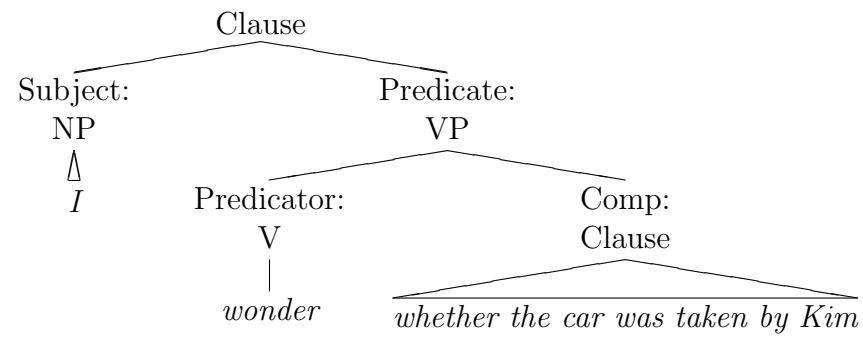 Clause
Subject: Predicate:
NP VP
I Predicator: Comp:
V Clause
wonder whether the car was taken by Kim